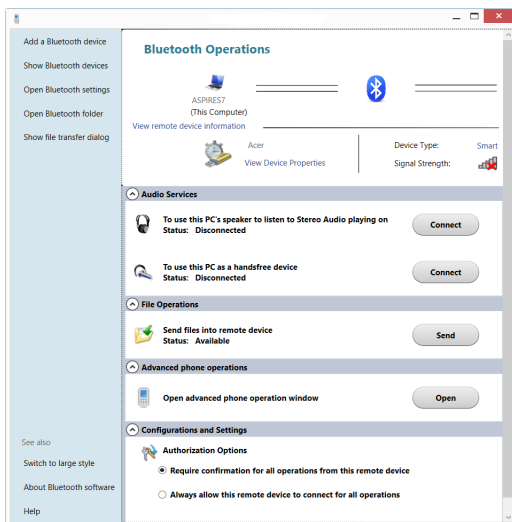 Add a Bluetooth device
Show Bluetooth devices
Open Bluetooth settings
Open Bluetooth folder
Show file transfer dialog
See also
Switch to large style
About Bluetooth software
Help
Bluetooth Operations
ASPIRES7
(This Computer)
View remote device information
Acer
View Device Properties
Device Type: Smart
Signal Strength:
Audio Services
To use this PC's speaker to listen to Stereo Audio playing on
Status: Disconnected
Connect
To use this PC as a handsfree device
Status: Disconnected
Connect
File Operations
Send files into remote device
Status: Available
Send
Advanced phone operations
Open advanced phone operation window
Open
Configurations and Settings
Authorization Options
Require confirmation for all operations from this remote device
Always allow this remote device to connect for all operations